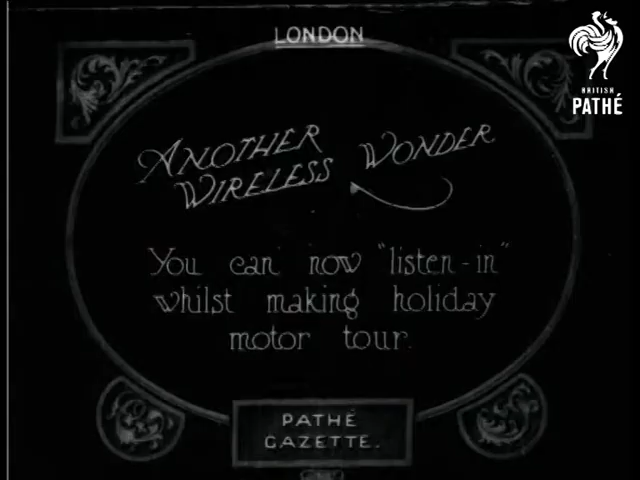 LONDON
BRITISH
PATHÉ
ANOTHER
WIRELESS WONDER
You can now "listen-in"
whilst making holiday
motor tour.
PATHÉ
GAZETTE.